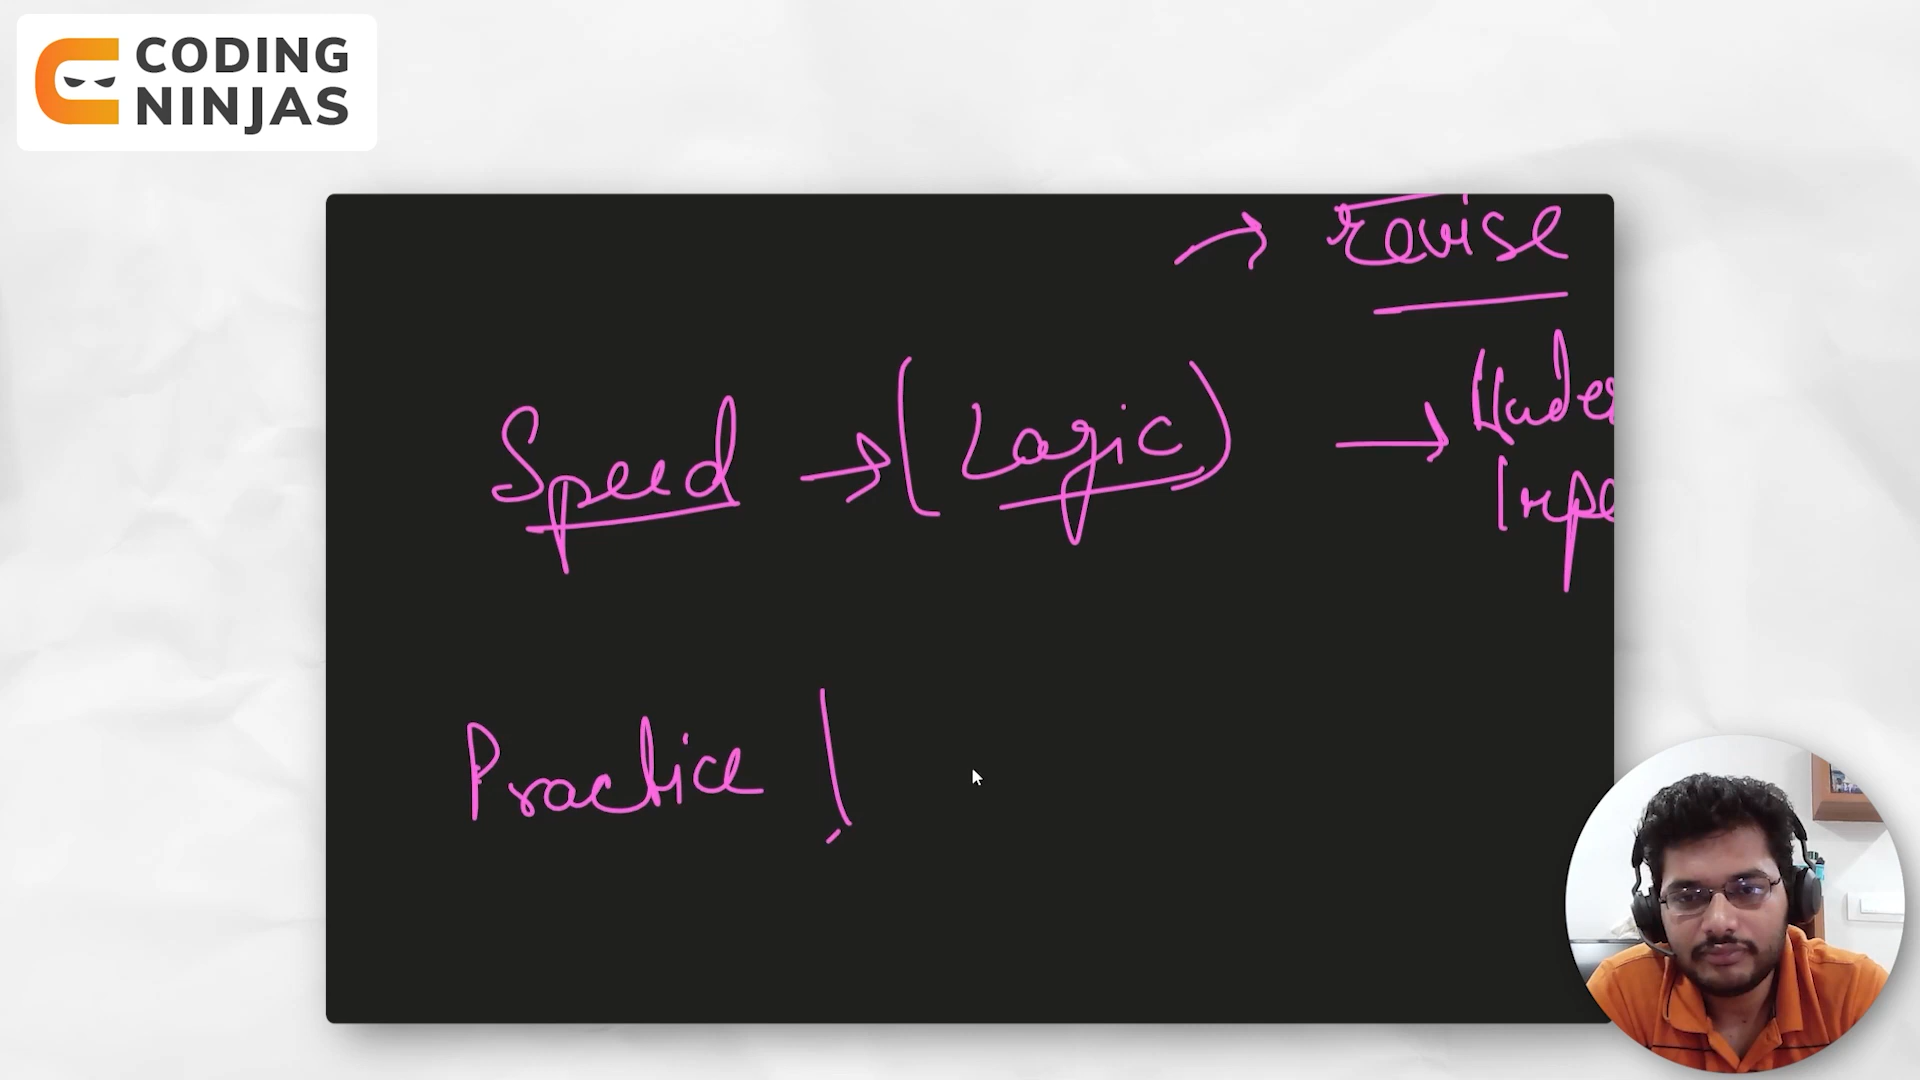 CODING
NINJAS
→ revise
Speed → (Logic) →
Practice